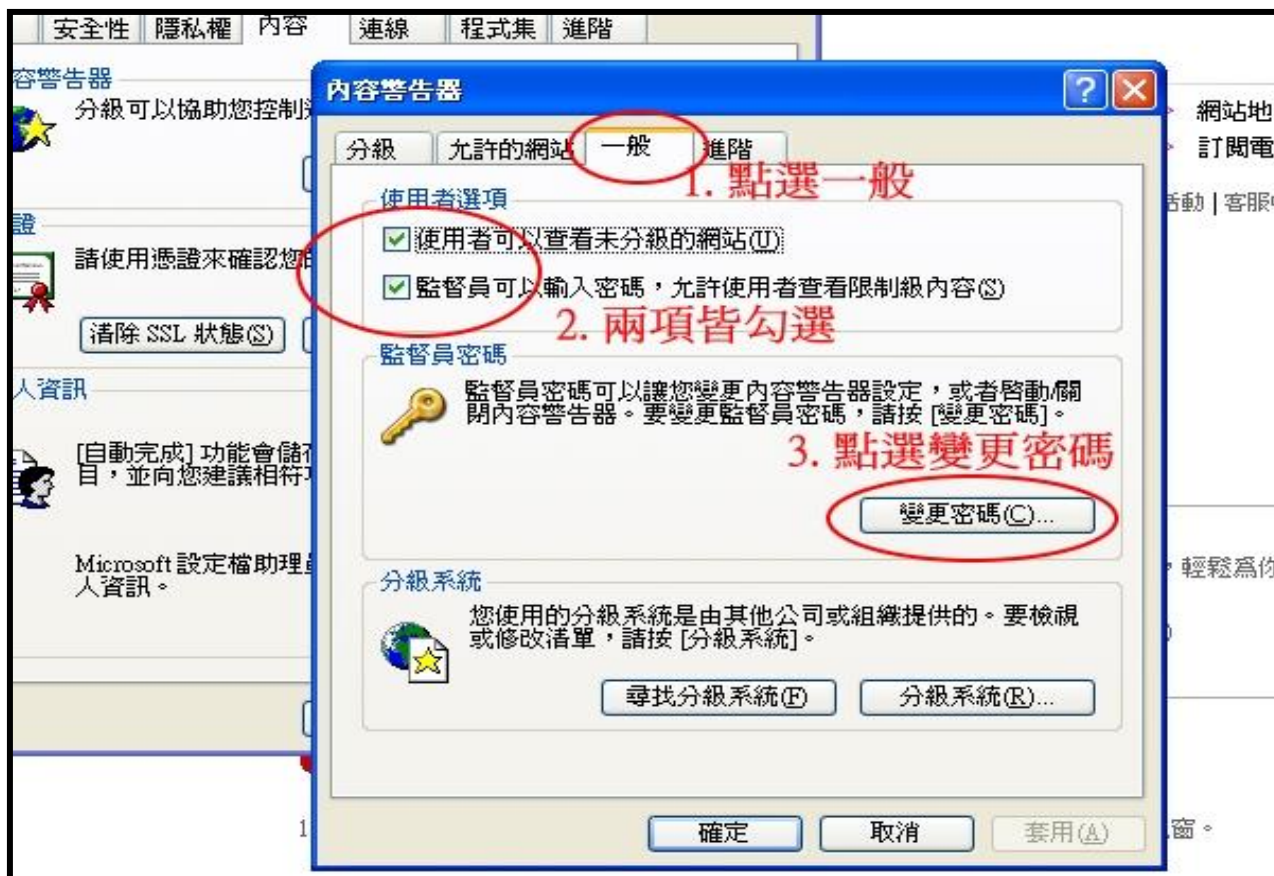 安全性 隱私權 內容 連線 程式集 進階
容警告器
分級可以協助您控制
證
請使用憑證來確認您的
清除 SSL 狀態(S)
人資訊
[自動完成] 功能會儲存
目，並向您建議相符項
Microsoft 設定檔助理員
人資訊。
內容警告器
分級 允許的網站 一般 進階
1. 點選一般
使用者選項
使用者可以查看未分級的網站(U)
監督員可以輸入密碼，允許使用者查看限制級內容(S)
2. 兩項皆勾選
監督員密碼
監督員密碼可以讓您變更內容警告器設定，或者啓動/關
閉內容警告器。要變更監督員密碼，請按 [變更密碼]。
3. 點選變更密碼
變更密碼(C)...
分級系統
您使用的分級系統是由其他公司或組織提供的。要檢視
或修改清單，請按 [分級系統]。
尋找分級系統(F) 分級系統(R)...
確定 取消 套用(A)
網站地
訂閱電
活動 | 客服
，輕鬆爲你
1
窗。